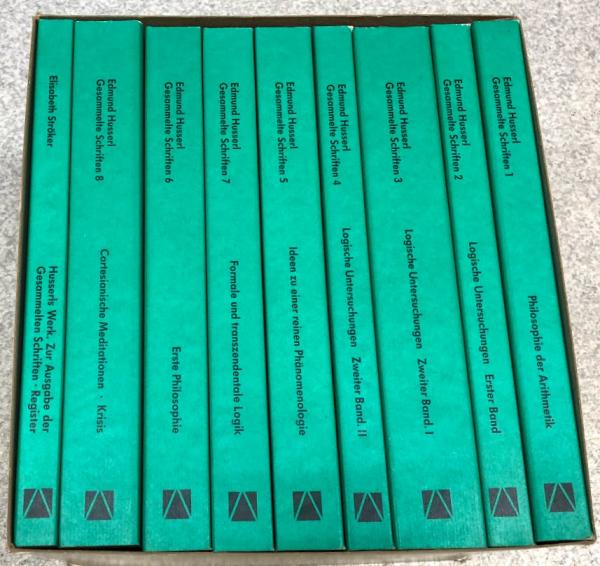 Elisabeth Ströker
Husserls Werk. Zur Ausgabe der
Gesammelten Schriften · Register
Edmund Husserl
Gesammelte Schriften 8
Cartesianische Meditationen · Krisis
Edmund Husserl
Gesammelte Schriften 6
Erste Philosophie
Edmund Husserl
Gesammelte Schriften 7
Formale und transzendentale Logik
Edmund Husserl
Gesammelte Schriften 5
Ideen zu einer reinen Phänomenologie
Edmund Husserl
Gesammelte Schriften 4
Logische Untersuchungen Zweiter Band. II
Edmund Husserl
Gesammelte Schriften 3
Logische Untersuchungen Zweiter Band. I
Edmund Husserl
Gesammelte Schriften 2
Logische Untersuchungen Erster Band
Edmund Husserl
Gesammelte Schriften 1
Philosophie der Arithmetik